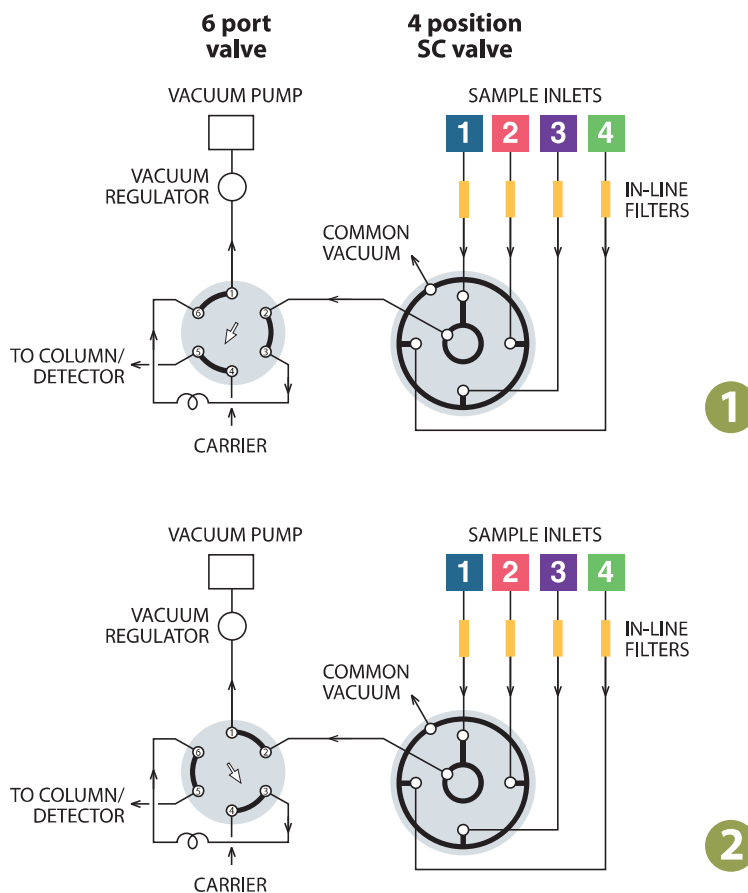 6 port
valve
4 position
SC valve
VACUUM PUMP
SAMPLE INLETS
1
2
3
4
VACUUM
REGULATOR
IN-LINE
FILTERS
COMMON
VACUUM
1
2
3
4
5
6
TO COLUMN/
DETECTOR
CARRIER
1
VACUUM PUMP
SAMPLE INLETS
1
2
3
4
VACUUM
REGULATOR
IN-LINE
FILTERS
COMMON
VACUUM
1
2
3
4
5
6
TO COLUMN/
DETECTOR
CARRIER
2